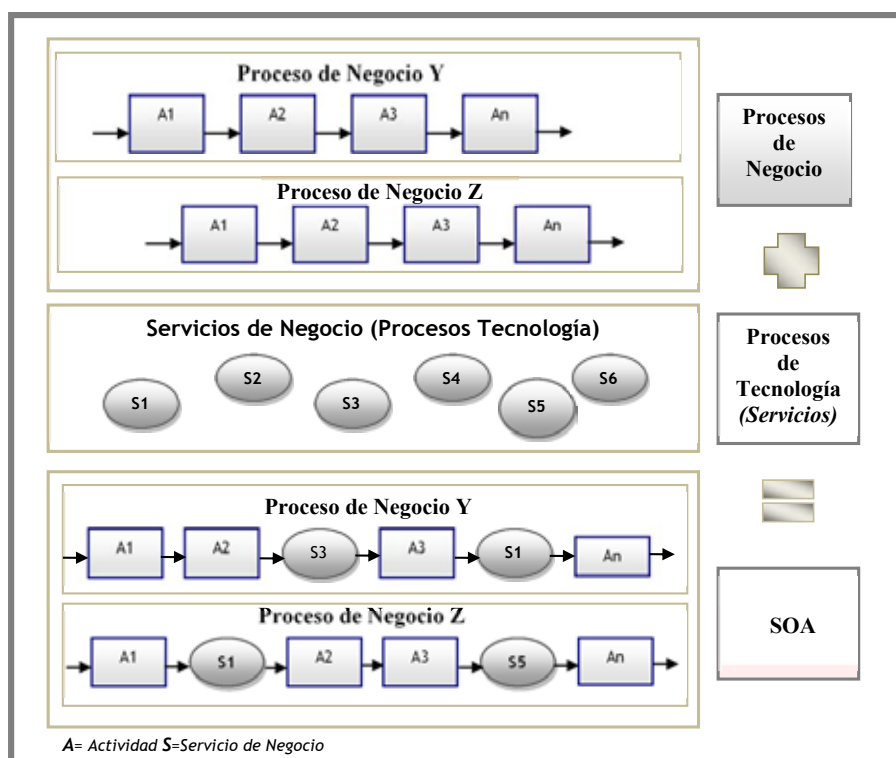 Proceso de Negocio Y
A1 A2 A3 An
Proceso de Negocio Z
A1 A2 A3 An
Procesos
de
Negocio
Servicios de Negocio (Procesos Tecnología)
S1 S2 S3 S4 S5 S6
Procesos
de
Tecnología
(Servicios)
Proceso de Negocio Y
A1 A2 S3 A3 S1 An
Proceso de Negocio Z
A1 S1 A2 A3 S5 An
SOA
A= Actividad S=Servicio de Negocio